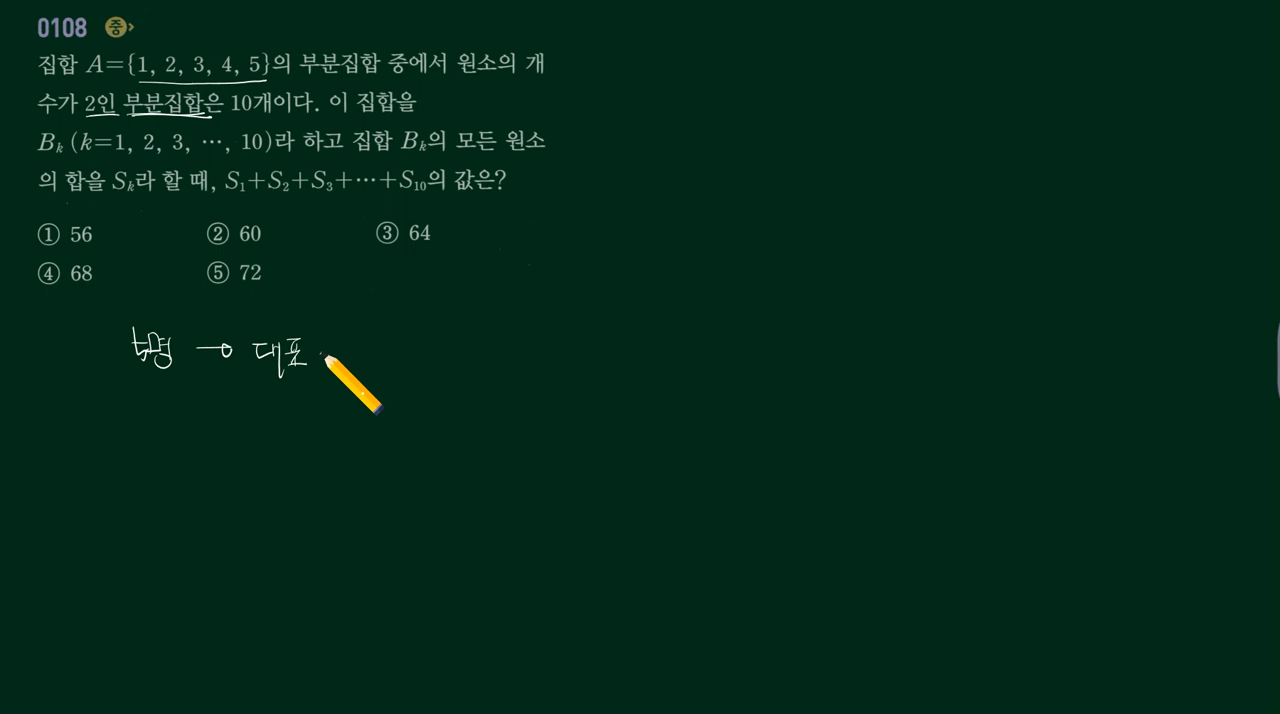 0108 중
집합 A={1, 2, 3, 4, 5}의 부분집합 중에서 원소의 개
수가 2인 부분집합은 10개이다. 이 집합을
Bₖ (k=1, 2, 3, ⋯, 10)라 하고 집합 Bₖ의 모든 원소
의 합을 Sₖ라 할 때, S₁+S₂+S₃+⋯+S₁₀의 값은?
① 56 ② 60 ③ 64
④ 68 ⑤ 72
5명 → 대표